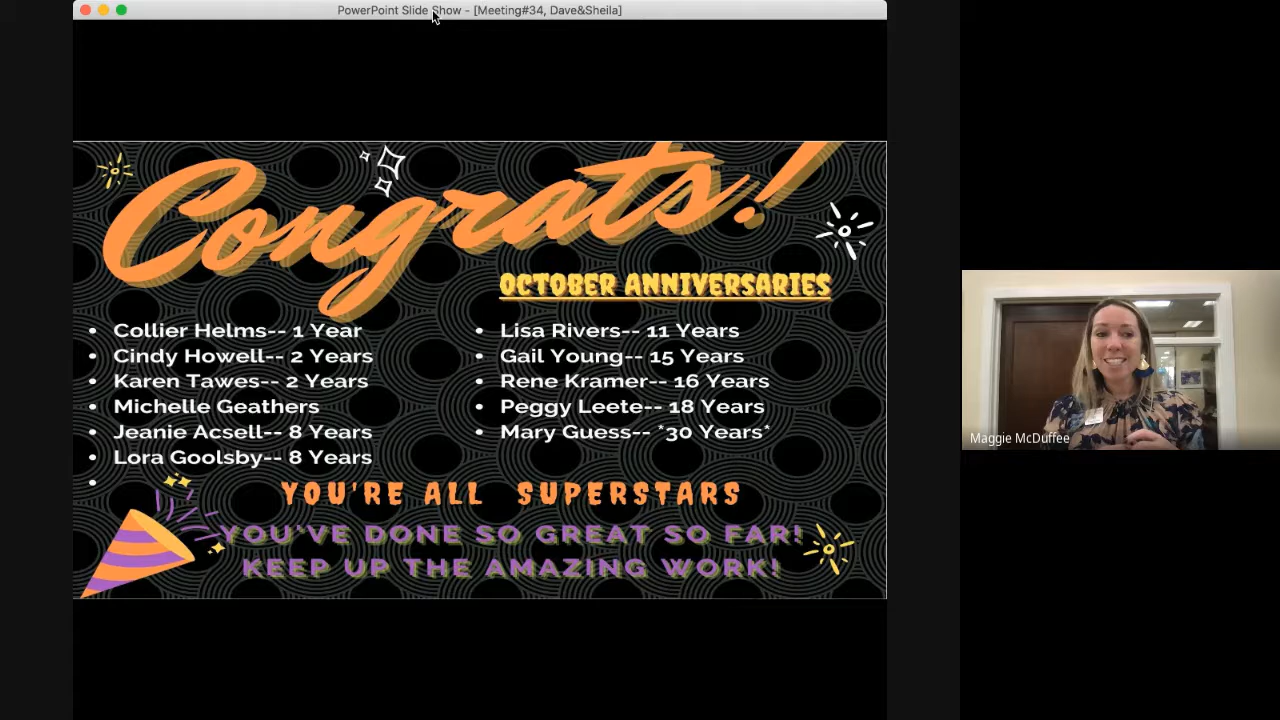 PowerPoint Slide Show - [Meeting#34, Dave&Sheila]
Congrats!
OCTOBER ANNIVERSARIES
• Collier Helms-- 1 Year
• Cindy Howell-- 2 Years
• Karen Tawes-- 2 Years
• Michelle Geathers
• Jeanie Acsell-- 8 Years
• Lora Goolsby-- 8 Years
•
• Lisa Rivers-- 11 Years
• Gail Young-- 15 Years
• Rene Kramer-- 16 Years
• Peggy Leete-- 18 Years
• Mary Guess-- *30 Years*
YOU'RE ALL SUPERSTARS
YOU'VE DONE SO GREAT SO FAR!
KEEP UP THE AMAZING WORK!
Maggie McDuffee